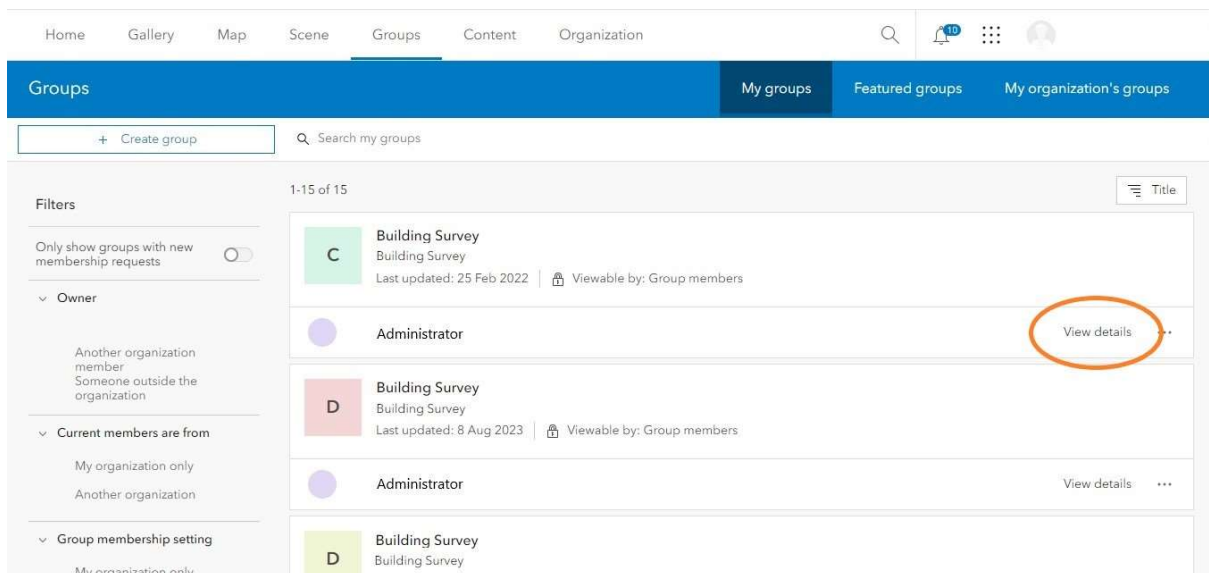 Home Gallery Map Scene Groups Content Organization 10
Groups My groups Featured groups My organization's groups
+ Create group Search my groups
1-15 of 15 Title
Filters
Only show groups with new
membership requests
Owner
Another organization
member
Someone outside the
organization
Current members are from
My organization only
Another organization
Group membership setting
My organization only
C
Building Survey
Building Survey
Last updated: 25 Feb 2022 Viewable by: Group members
Administrator View details ...
D
Building Survey
Building Survey
Last updated: 8 Aug 2023 Viewable by: Group members
Administrator View details ...
D
Building Survey
Building Survey